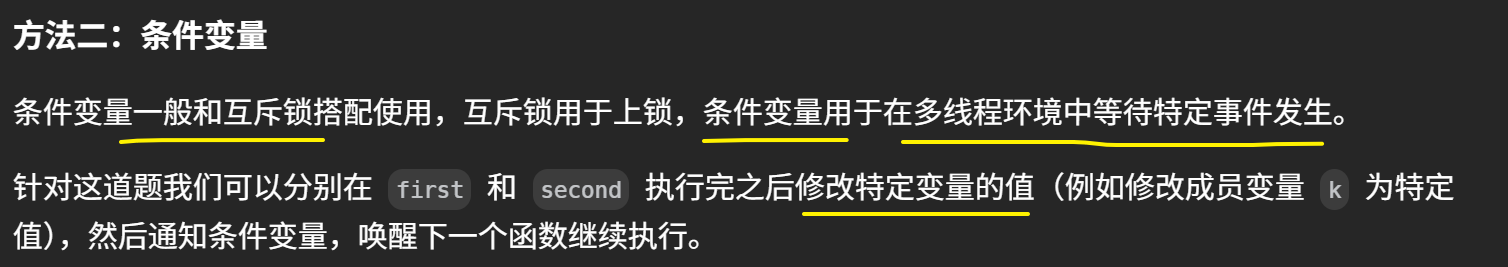 方法二：条件变量
条件变量一般和互斥锁搭配使用，互斥锁用于上锁，条件变量用于在多线程环境中等待特定事件发生。
针对这道题我们可以分别在 first 和 second 执行完之后修改特定变量的值（例如修改成员变量 k 为特定
值），然后通知条件变量，唤醒下一个函数继续执行。